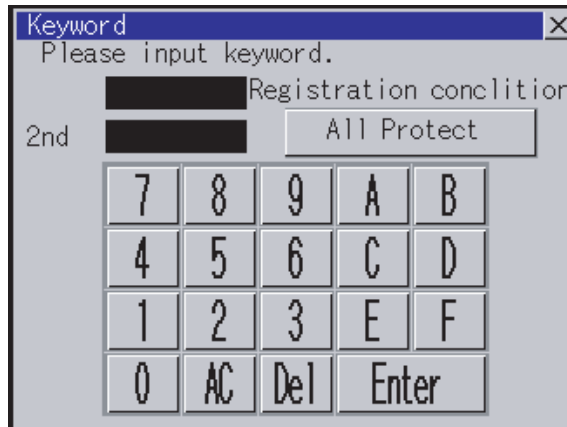 Keyword ×
Please input keyword.
Registration conclition
2nd All Protect
7 8 9 A B
4 5 6 C D
1 2 3 E F
0 AC Del Enter